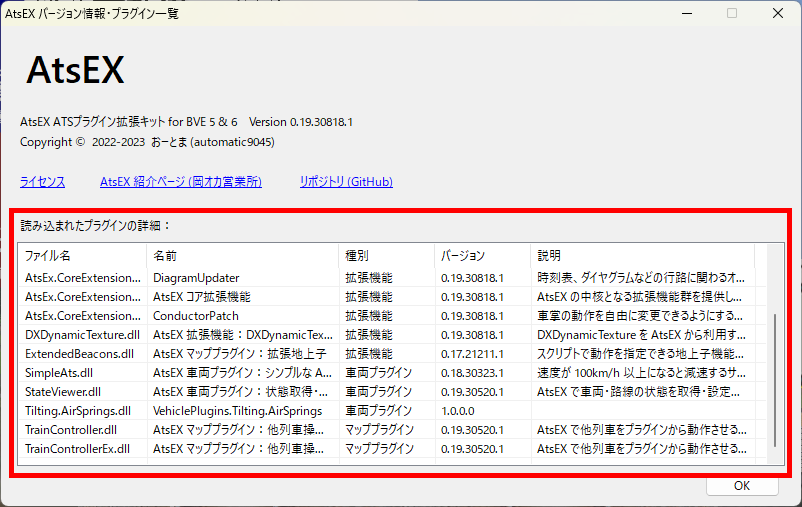 AtsEX バージョン情報・プラグイン一覧
AtsEX
AtsEX ATSプラグイン拡張キット for BVE 5 & 6 Version 0.19.30818.1
Copyright © 2022-2023 おーとま (automatic9045)
ライセンス AtsEX 紹介ページ (岡オカ営業所) リポジトリ (GitHub)
読み込まれたプラグインの詳細：
ファイル名 名前 種別 バージョン 説明
AtsEx.CoreExtension... DiagramUpdater 拡張機能 0.19.30818.1 時刻表、ダイヤグラムなどの行路に関わるオ...
AtsEx.CoreExtension... AtsEX コア拡張機能 拡張機能 0.19.30818.1 AtsEX の中核となる拡張機能群を提供し...
AtsEx.CoreExtension... ConductorPatch 拡張機能 0.19.30818.1 車掌の動作を自由に変更できるようにする...
DXDynamicTexture.dll AtsEX 拡張機能：DXDynamicTex... 拡張機能 0.19.30818.1 DXDynamicTexture を AtsEX から利用す...
ExtendedBeacons.dll AtsEX マッププラグイン：拡張地上子 拡張機能 0.17.21211.1 スクリプトで動作を指定できる地上子機能...
SimpleAts.dll AtsEX 車両プラグイン：シンプルな A... 車両プラグイン 0.18.30323.1 速度が 100km/h 以上になると減速するサ...
StateViewer.dll AtsEX 車両プラグイン：状態取得・... 車両プラグイン 0.19.30520.1 AtsEX で車両・路線の状態を取得・設定...
Tilting.AirSprings.dll VehiclePlugins.Tilting.AirSprings 車両プラグイン 1.0.0.0
TrainController.dll AtsEX マッププラグイン：他列車操... マッププラグイン 0.19.30520.1 AtsEX で他列車をプラグインから動作させる...
TrainControllerEx.dll AtsEX マッププラグイン：他列車操... マッププラグイン 0.19.30520.1 AtsEX で他列車をプラグインから動作させる...
OK